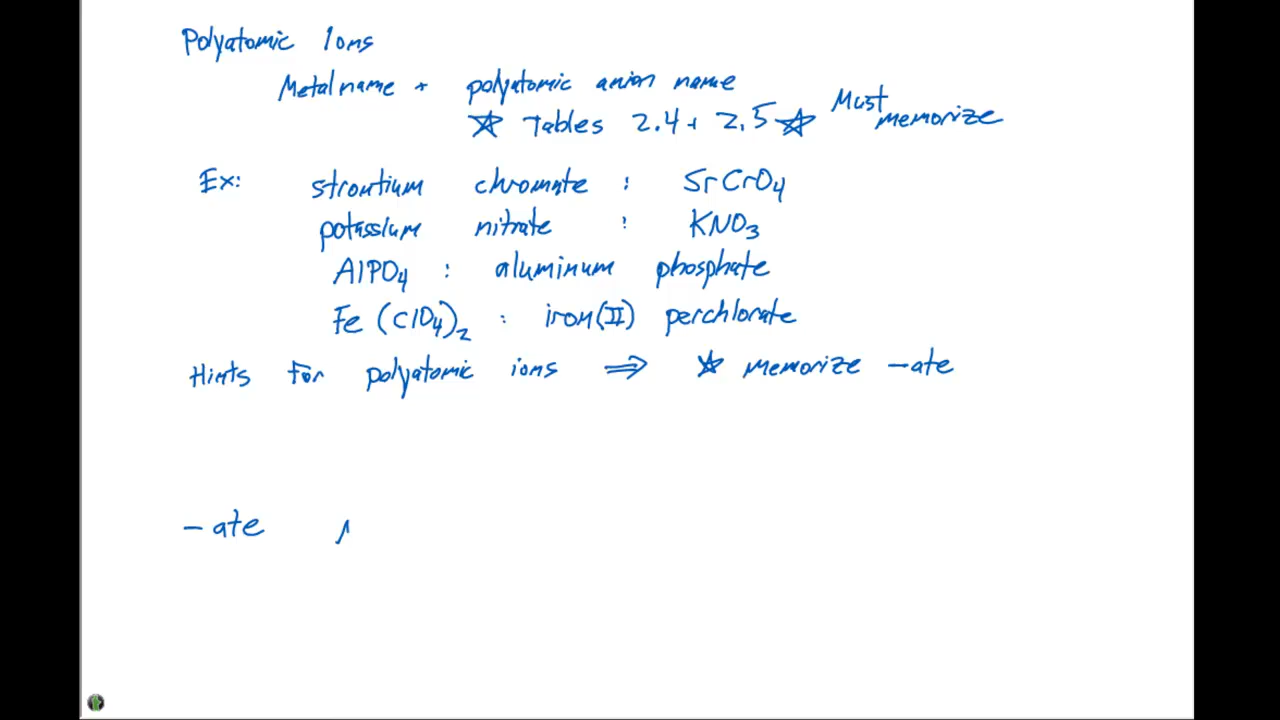 Polyatomic Ions
Metal name + polyatomic anion name
☆ Tables 2.4 + 2.5 ☆ Must memorize
Ex: strontium chromate : SrCrO4
potassium nitrate : KNO3
AlPO4 : aluminum phosphate
Fe(ClO4)2 : iron(II) perchlorate
Hints for polyatomic ions ⇒ ☆ memorize -ate
-ate